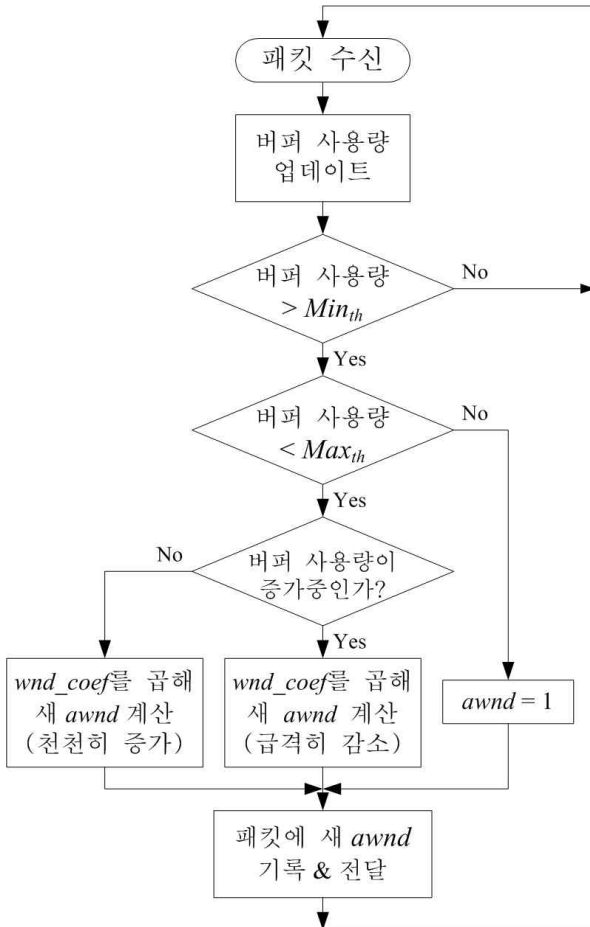 패킷 수신
버퍼 사용량
업데이트
버퍼 사용량
> Min_th
No
Yes
버퍼 사용량
< Max_th
No
Yes
버퍼 사용량이
증가중인가?
No
Yes
wnd_coef를 곱해
새 awnd 계산
(천천히 증가)
wnd_coef를 곱해
새 awnd 계산
(급격히 감소)
awnd = 1
패킷에 새 awnd
기록 & 전달